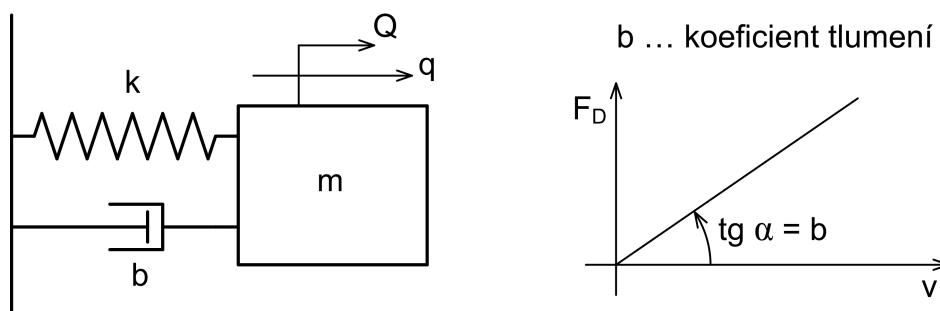 Q
q
k
m
b
b … koeficient tlumení
F_D
tg α = b
v